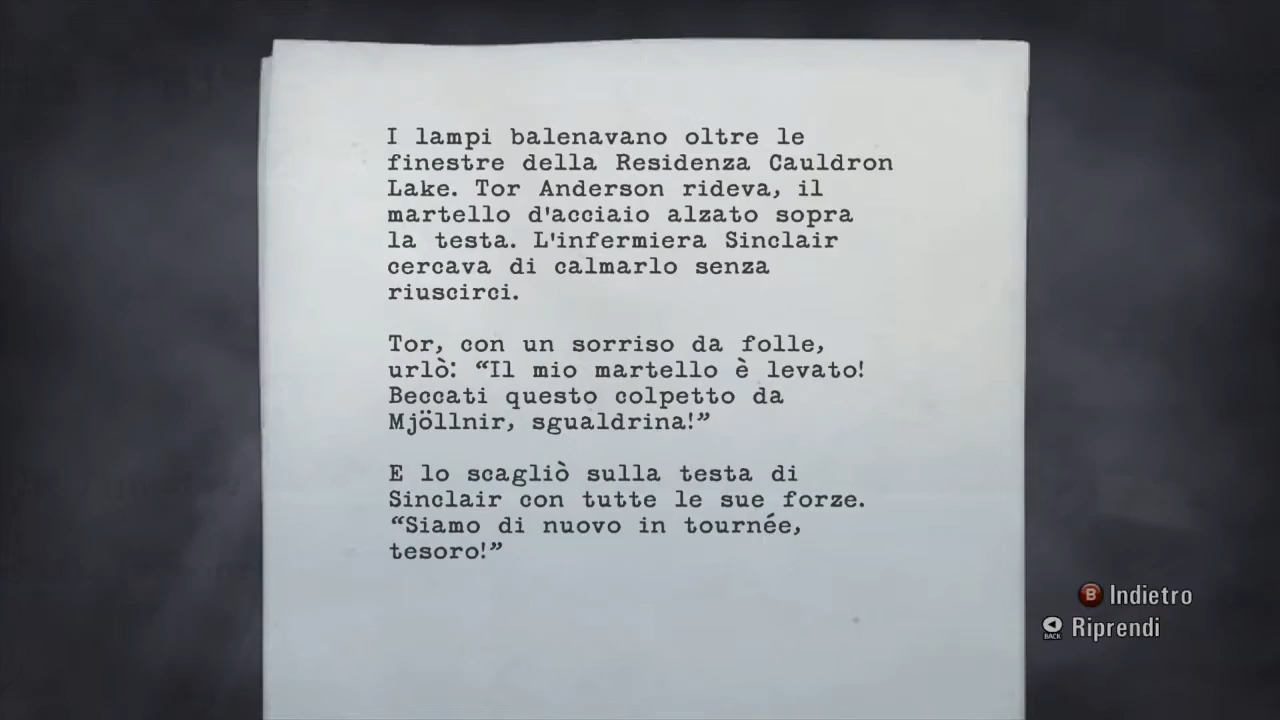 I lampi balenavano oltre le
finestre della Residenza Cauldron
Lake. Tor Anderson rideva, il
martello d'acciaio alzato sopra
la testa. L'infermiera Sinclair
cercava di calmarlo senza
riuscirci.
Tor, con un sorriso da folle,
urlò: “Il mio martello è levato!
Beccati questo colpetto da
Mjöllnir, sgualdrina!”
E lo scagliò sulla testa di
Sinclair con tutte le sue forze.
“Siamo di nuovo in tournée,
tesoro!”
B Indietro
BACK Riprendi